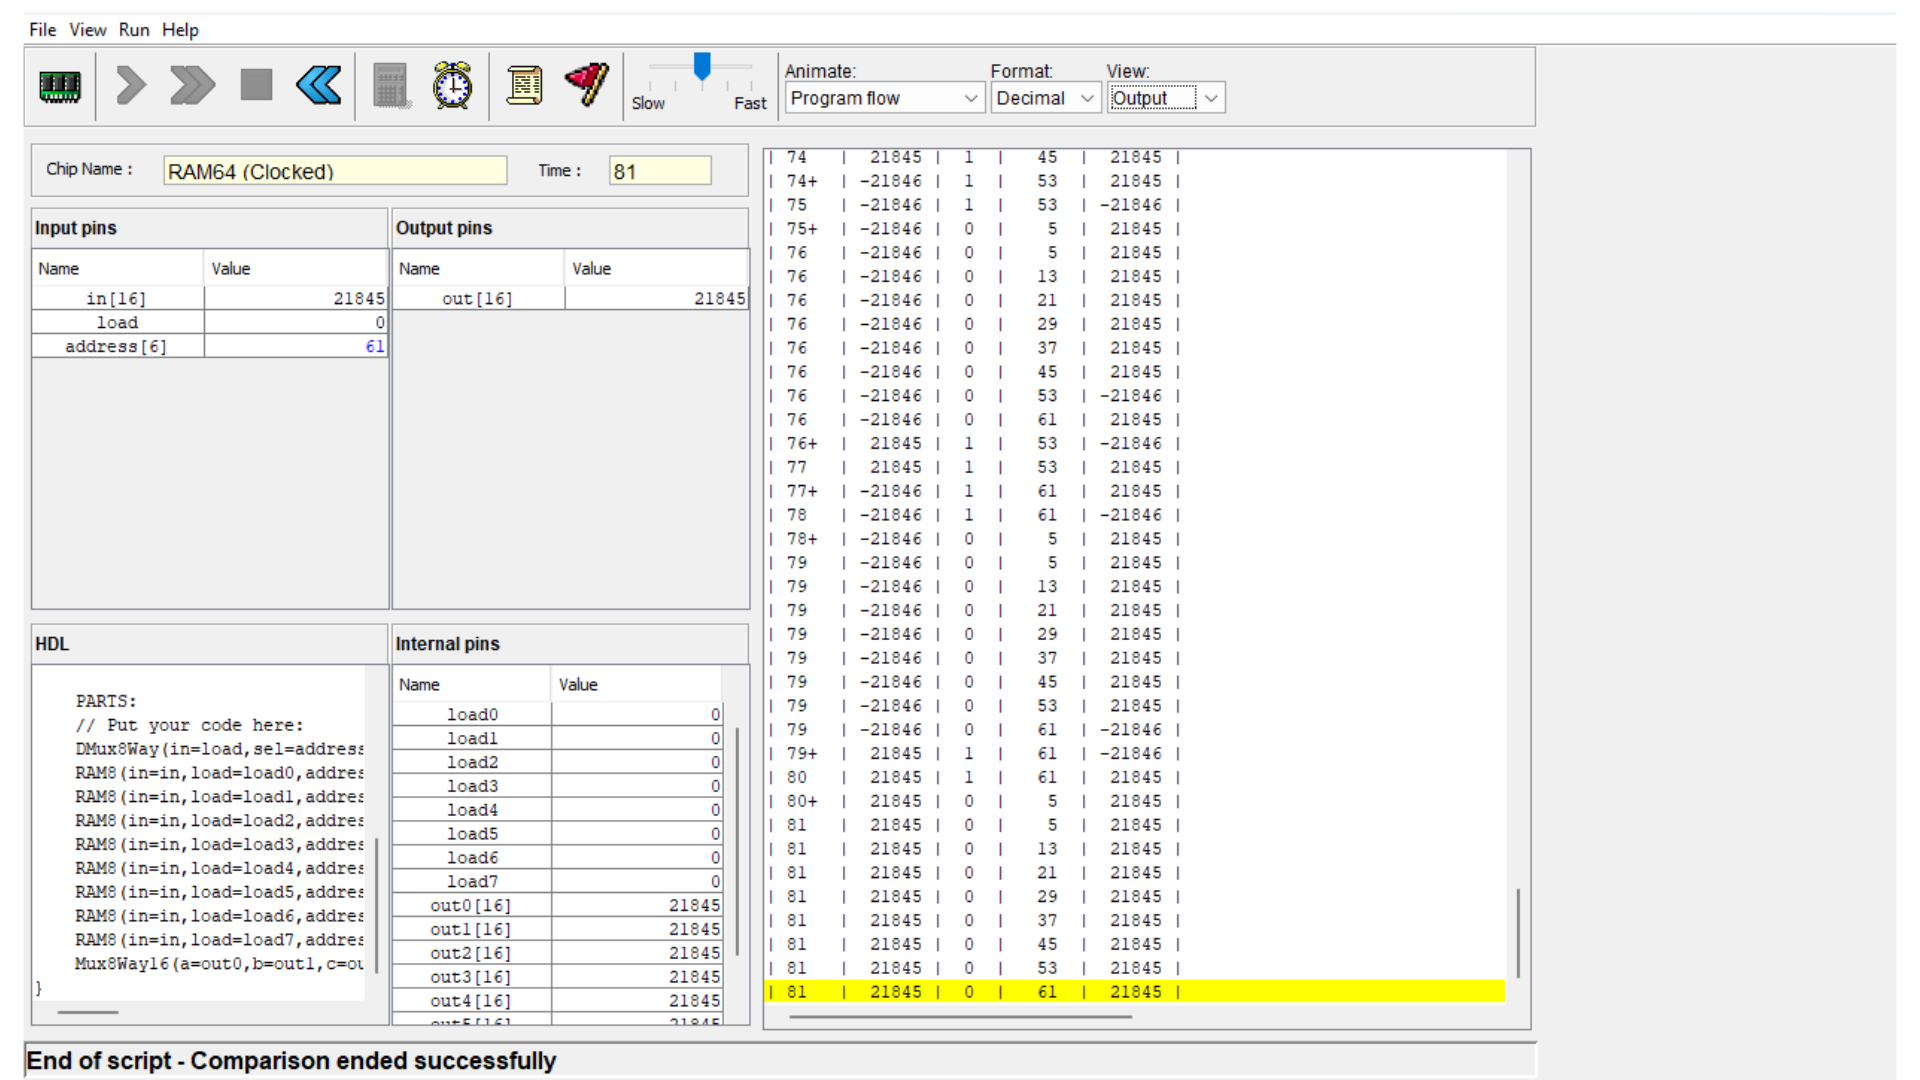 File View Run Help
Slow Fast
Animate: Format: View:
Program flow Decimal Output
Chip Name : RAM64 (Clocked) Time : 81
Input pins
Name Value
in[16] 21845
load 0
address[6] 61
Output pins
Name Value
out[16] 21845
HDL
PARTS:
// Put your code here:
DMux8Way(in=load,sel=address
RAM8(in=in,load=load0,addres
RAM8(in=in,load=load1,addres
RAM8(in=in,load=load2,addres
RAM8(in=in,load=load3,addres
RAM8(in=in,load=load4,addres
RAM8(in=in,load=load5,addres
RAM8(in=in,load=load6,addres
RAM8(in=in,load=load7,addres
Mux8Way16(a=out0,b=out1,c=ou
}
Internal pins
Name Value
load0 0
load1 0
load2 0
load3 0
load4 0
load5 0
load6 0
load7 0
out0[16] 21845
out1[16] 21845
out2[16] 21845
out3[16] 21845
out4[16] 21845
out5[16] 21845
| 74 | 21845 | 1 | 45 | 21845 |
| 74+ | -21846 | 1 | 53 | 21845 |
| 75 | -21846 | 1 | 53 | -21846 |
| 75+ | -21846 | 0 | 5 | 21845 |
| 76 | -21846 | 0 | 5 | 21845 |
| 76 | -21846 | 0 | 13 | 21845 |
| 76 | -21846 | 0 | 21 | 21845 |
| 76 | -21846 | 0 | 29 | 21845 |
| 76 | -21846 | 0 | 37 | 21845 |
| 76 | -21846 | 0 | 45 | 21845 |
| 76 | -21846 | 0 | 53 | -21846 |
| 76 | -21846 | 0 | 61 | 21845 |
| 76+ | 21845 | 1 | 53 | -21846 |
| 77 | 21845 | 1 | 53 | 21845 |
| 77+ | -21846 | 1 | 61 | 21845 |
| 78 | -21846 | 1 | 61 | -21846 |
| 78+ | -21846 | 0 | 5 | 21845 |
| 79 | -21846 | 0 | 5 | 21845 |
| 79 | -21846 | 0 | 13 | 21845 |
| 79 | -21846 | 0 | 21 | 21845 |
| 79 | -21846 | 0 | 29 | 21845 |
| 79 | -21846 | 0 | 37 | 21845 |
| 79 | -21846 | 0 | 45 | 21845 |
| 79 | -21846 | 0 | 53 | 21845 |
| 79 | -21846 | 0 | 61 | -21846 |
| 79+ | 21845 | 1 | 61 | -21846 |
| 80 | 21845 | 1 | 61 | 21845 |
| 80+ | 21845 | 0 | 5 | 21845 |
| 81 | 21845 | 0 | 5 | 21845 |
| 81 | 21845 | 0 | 13 | 21845 |
| 81 | 21845 | 0 | 21 | 21845 |
| 81 | 21845 | 0 | 29 | 21845 |
| 81 | 21845 | 0 | 37 | 21845 |
| 81 | 21845 | 0 | 45 | 21845 |
| 81 | 21845 | 0 | 53 | 21845 |
| 81 | 21845 | 0 | 61 | 21845 |
End of script - Comparison ended successfully